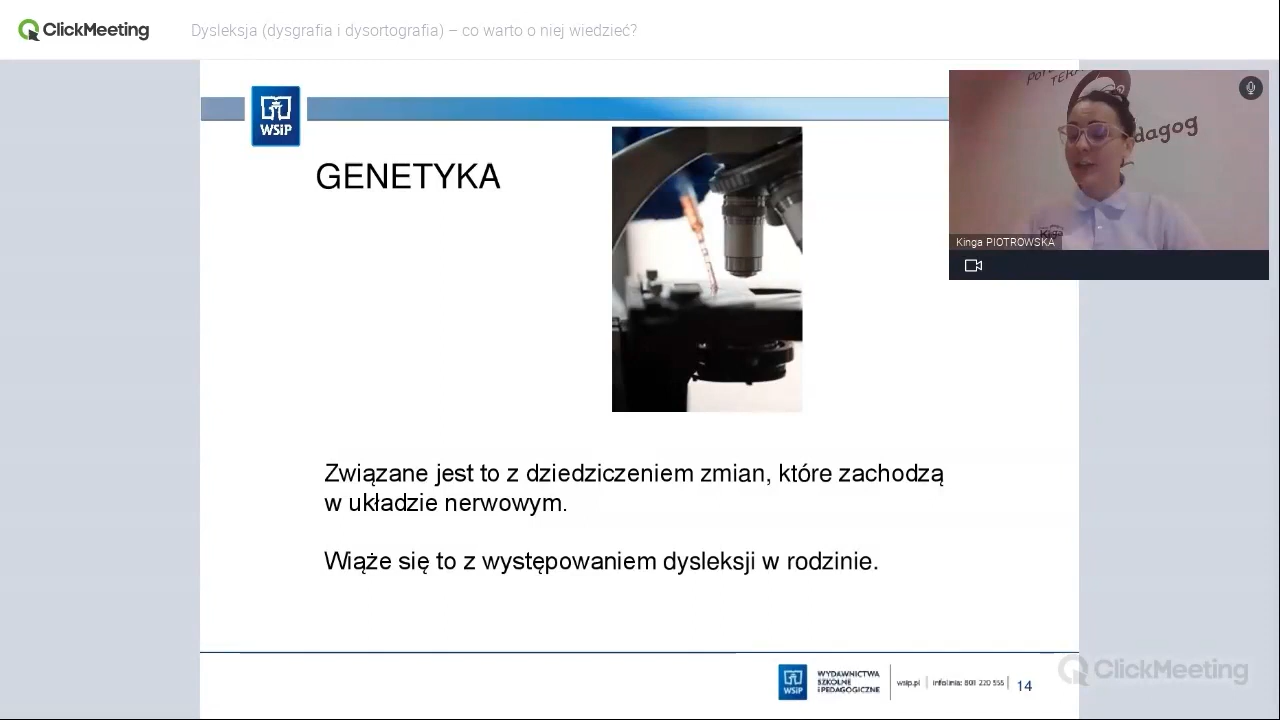 ClickMeeting
Dysleksja (dysgrafia i dysortografia) – co warto o niej wiedzieć?
WSiP
GENETYKA
dagog
Kinga PIOTROWSKA
Związane jest to z dziedziczeniem zmian, które zachodzą
w układzie nerwowym.
Wiąże się to z występowaniem dysleksji w rodzinie.
WSiP
WYDAWNICTWA
SZKOLNE
I PEDAGOGICZNE
wsip.pl | infolinia: 801 220 555 |
14
ClickMeeting